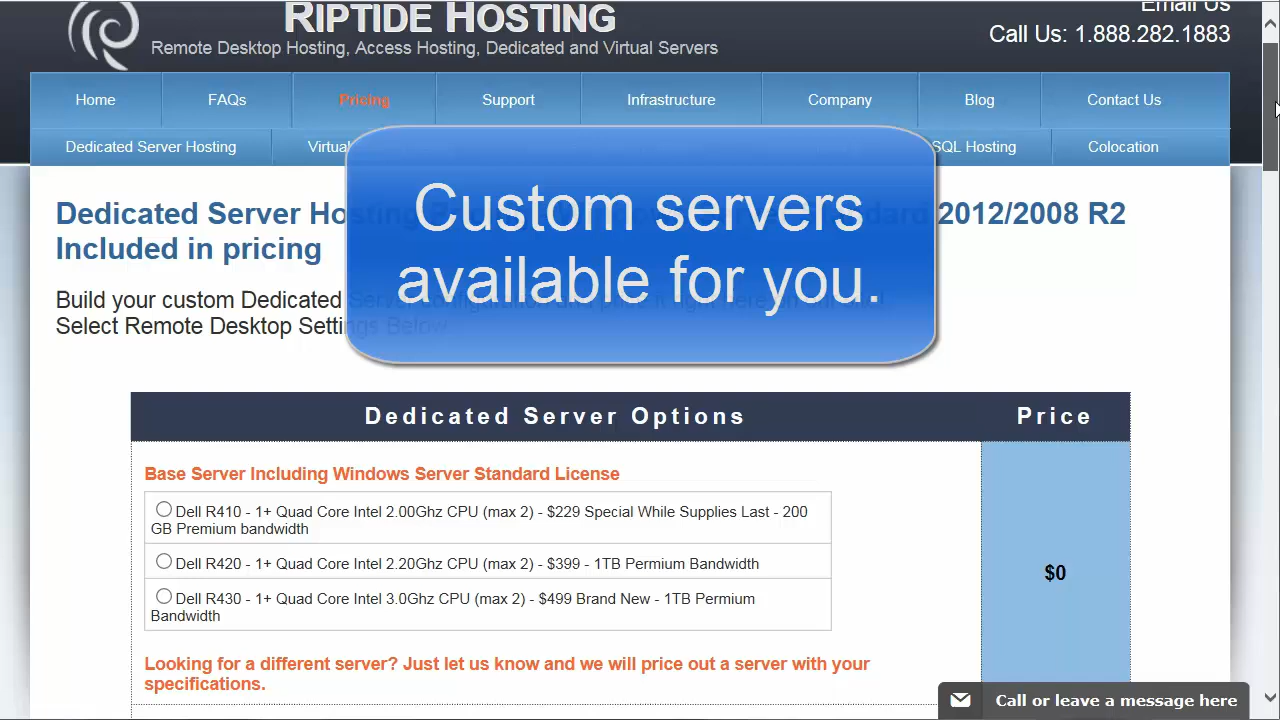 RIPTIDE HOSTING
Email Us
Remote Desktop Hosting, Access Hosting, Dedicated and Virtual Servers
Call Us: 1.888.282.1883
Home FAQs Pricing Support Infrastructure Company Blog Contact Us
Dedicated Server Hosting Virtual SQL Hosting Colocation
Custom servers
available for you.
Dedicated Server Hosting 2012/2008 R2
Included in pricing
Build your custom Dedicated Server
Select Remote Desktop Settings Below
Dedicated Server Options Price
Base Server Including Windows Server Standard License
Dell R410 - 1+ Quad Core Intel 2.00Ghz CPU (max 2) - $229 Special While Supplies Last - 200
GB Premium bandwidth
Dell R420 - 1+ Quad Core Intel 2.20Ghz CPU (max 2) - $399 - 1TB Permium Bandwidth
$0
Dell R430 - 1+ Quad Core Intel 3.0Ghz CPU (max 2) - $499 Brand New - 1TB Permium
Bandwidth
Looking for a different server? Just let us know and we will price out a server with your
specifications.
Call or leave a message here